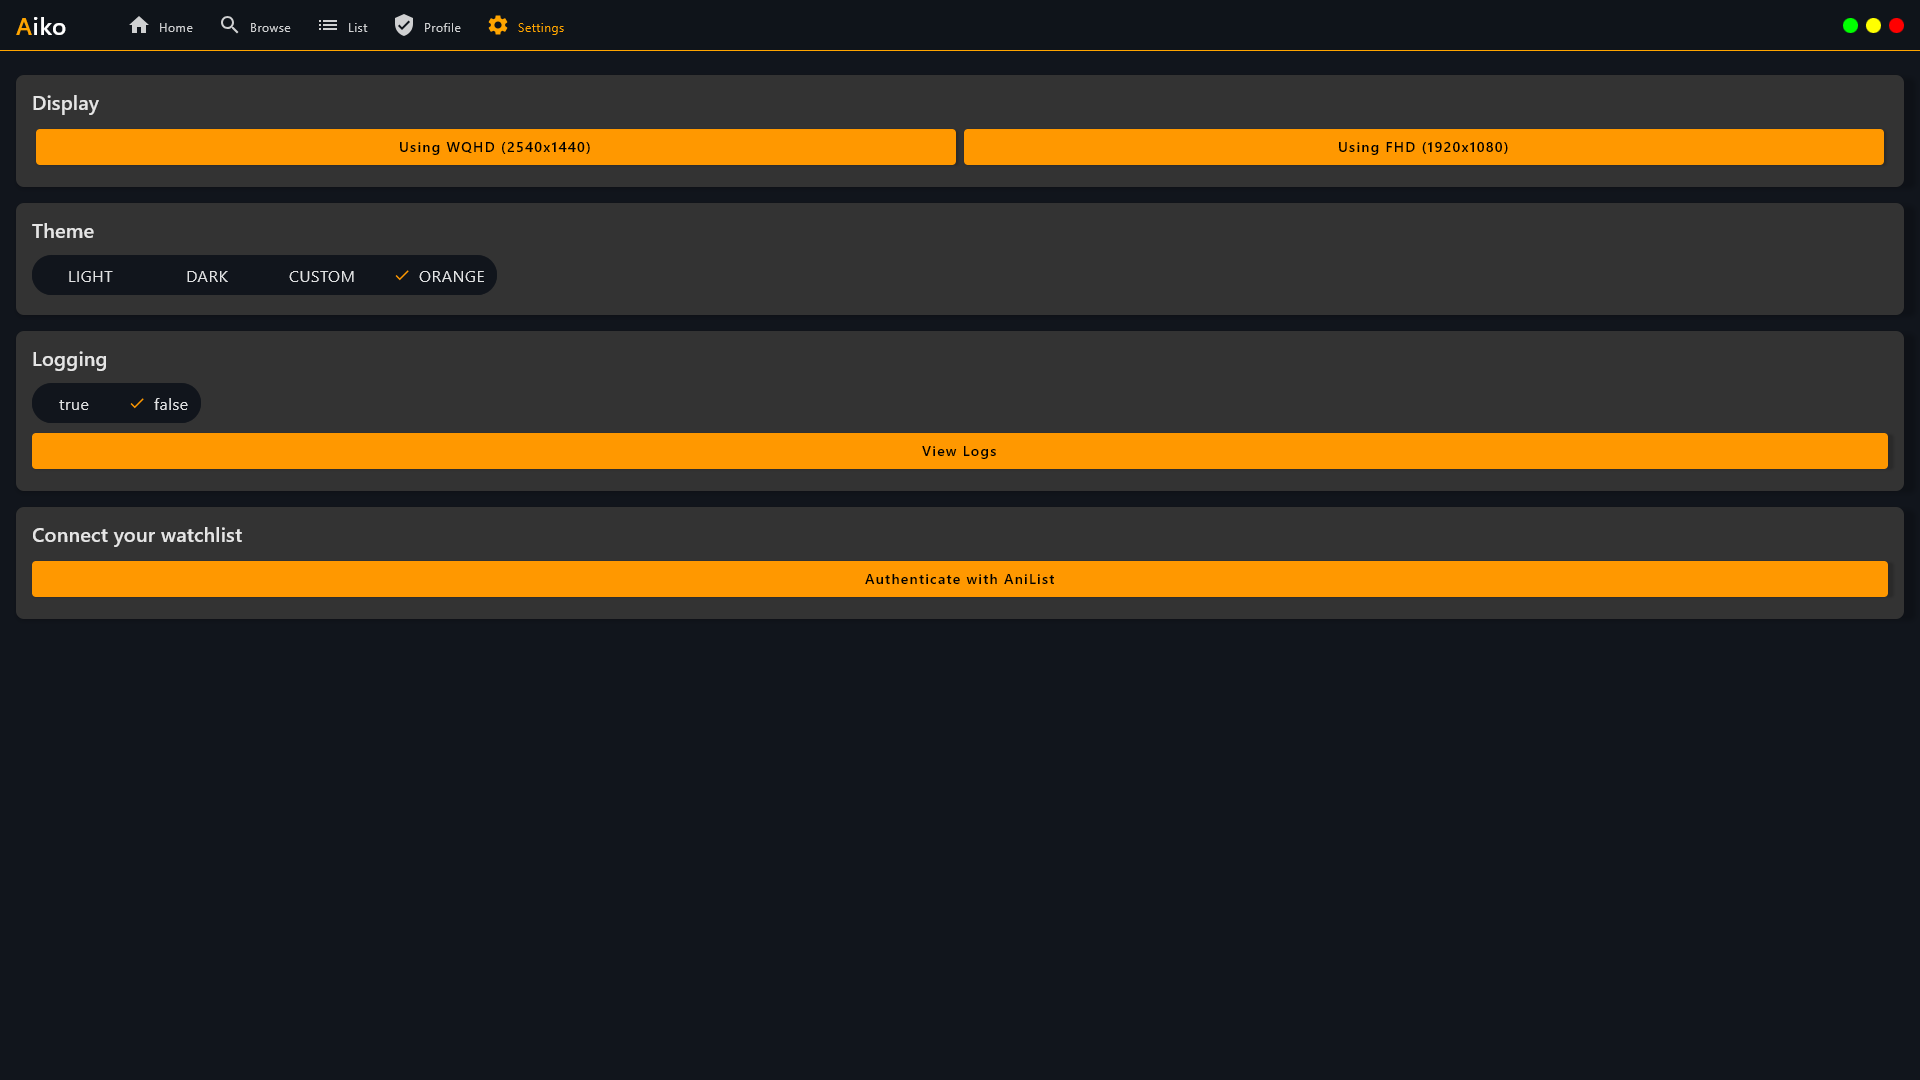 Aiko Home Browse List Profile Settings
Display
Using WQHD (2540x1440) Using FHD (1920x1080)
Theme
LIGHT DARK CUSTOM ORANGE
Logging
true false
View Logs
Connect your watchlist
Authenticate with AniList